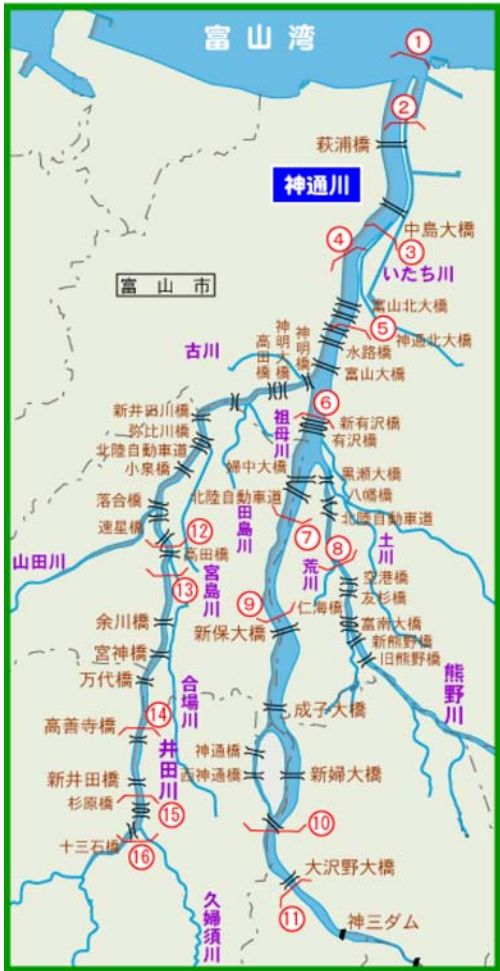 富山湾
①
②
萩浦橋
神通川
中島大橋
③
④
いたち川
富山市
富山北大橋
⑤
神通北大橋
水路橋
富山大橋
古川
高田橋
神明大橋
神明橋
⑥
祖母川
新有沢橋
有沢橋
新井田川橋
弥比川橋
北陸自動車道
小泉橋
婦中大橋
北陸自動車道
黒瀬大橋
八幡橋
北陸自動車道
田島川
落合橋
速星橋
⑫
高田橋
⑦
⑧
土川
荒川
山田川
⑬
宮島川
空港橋
友杉橋
⑨
仁海橋
富南大橋
新熊野橋
旧熊野橋
余川橋
新保大橋
宮神橋
万代橋
合場川
熊野川
成子大橋
⑭
高善寺橋
井田川
神通橋
西神通橋
新婦大橋
新井田橋
杉原橋
⑮
⑩
十三石橋
⑯
大沢野大橋
⑪
久婦須川
神三ダム